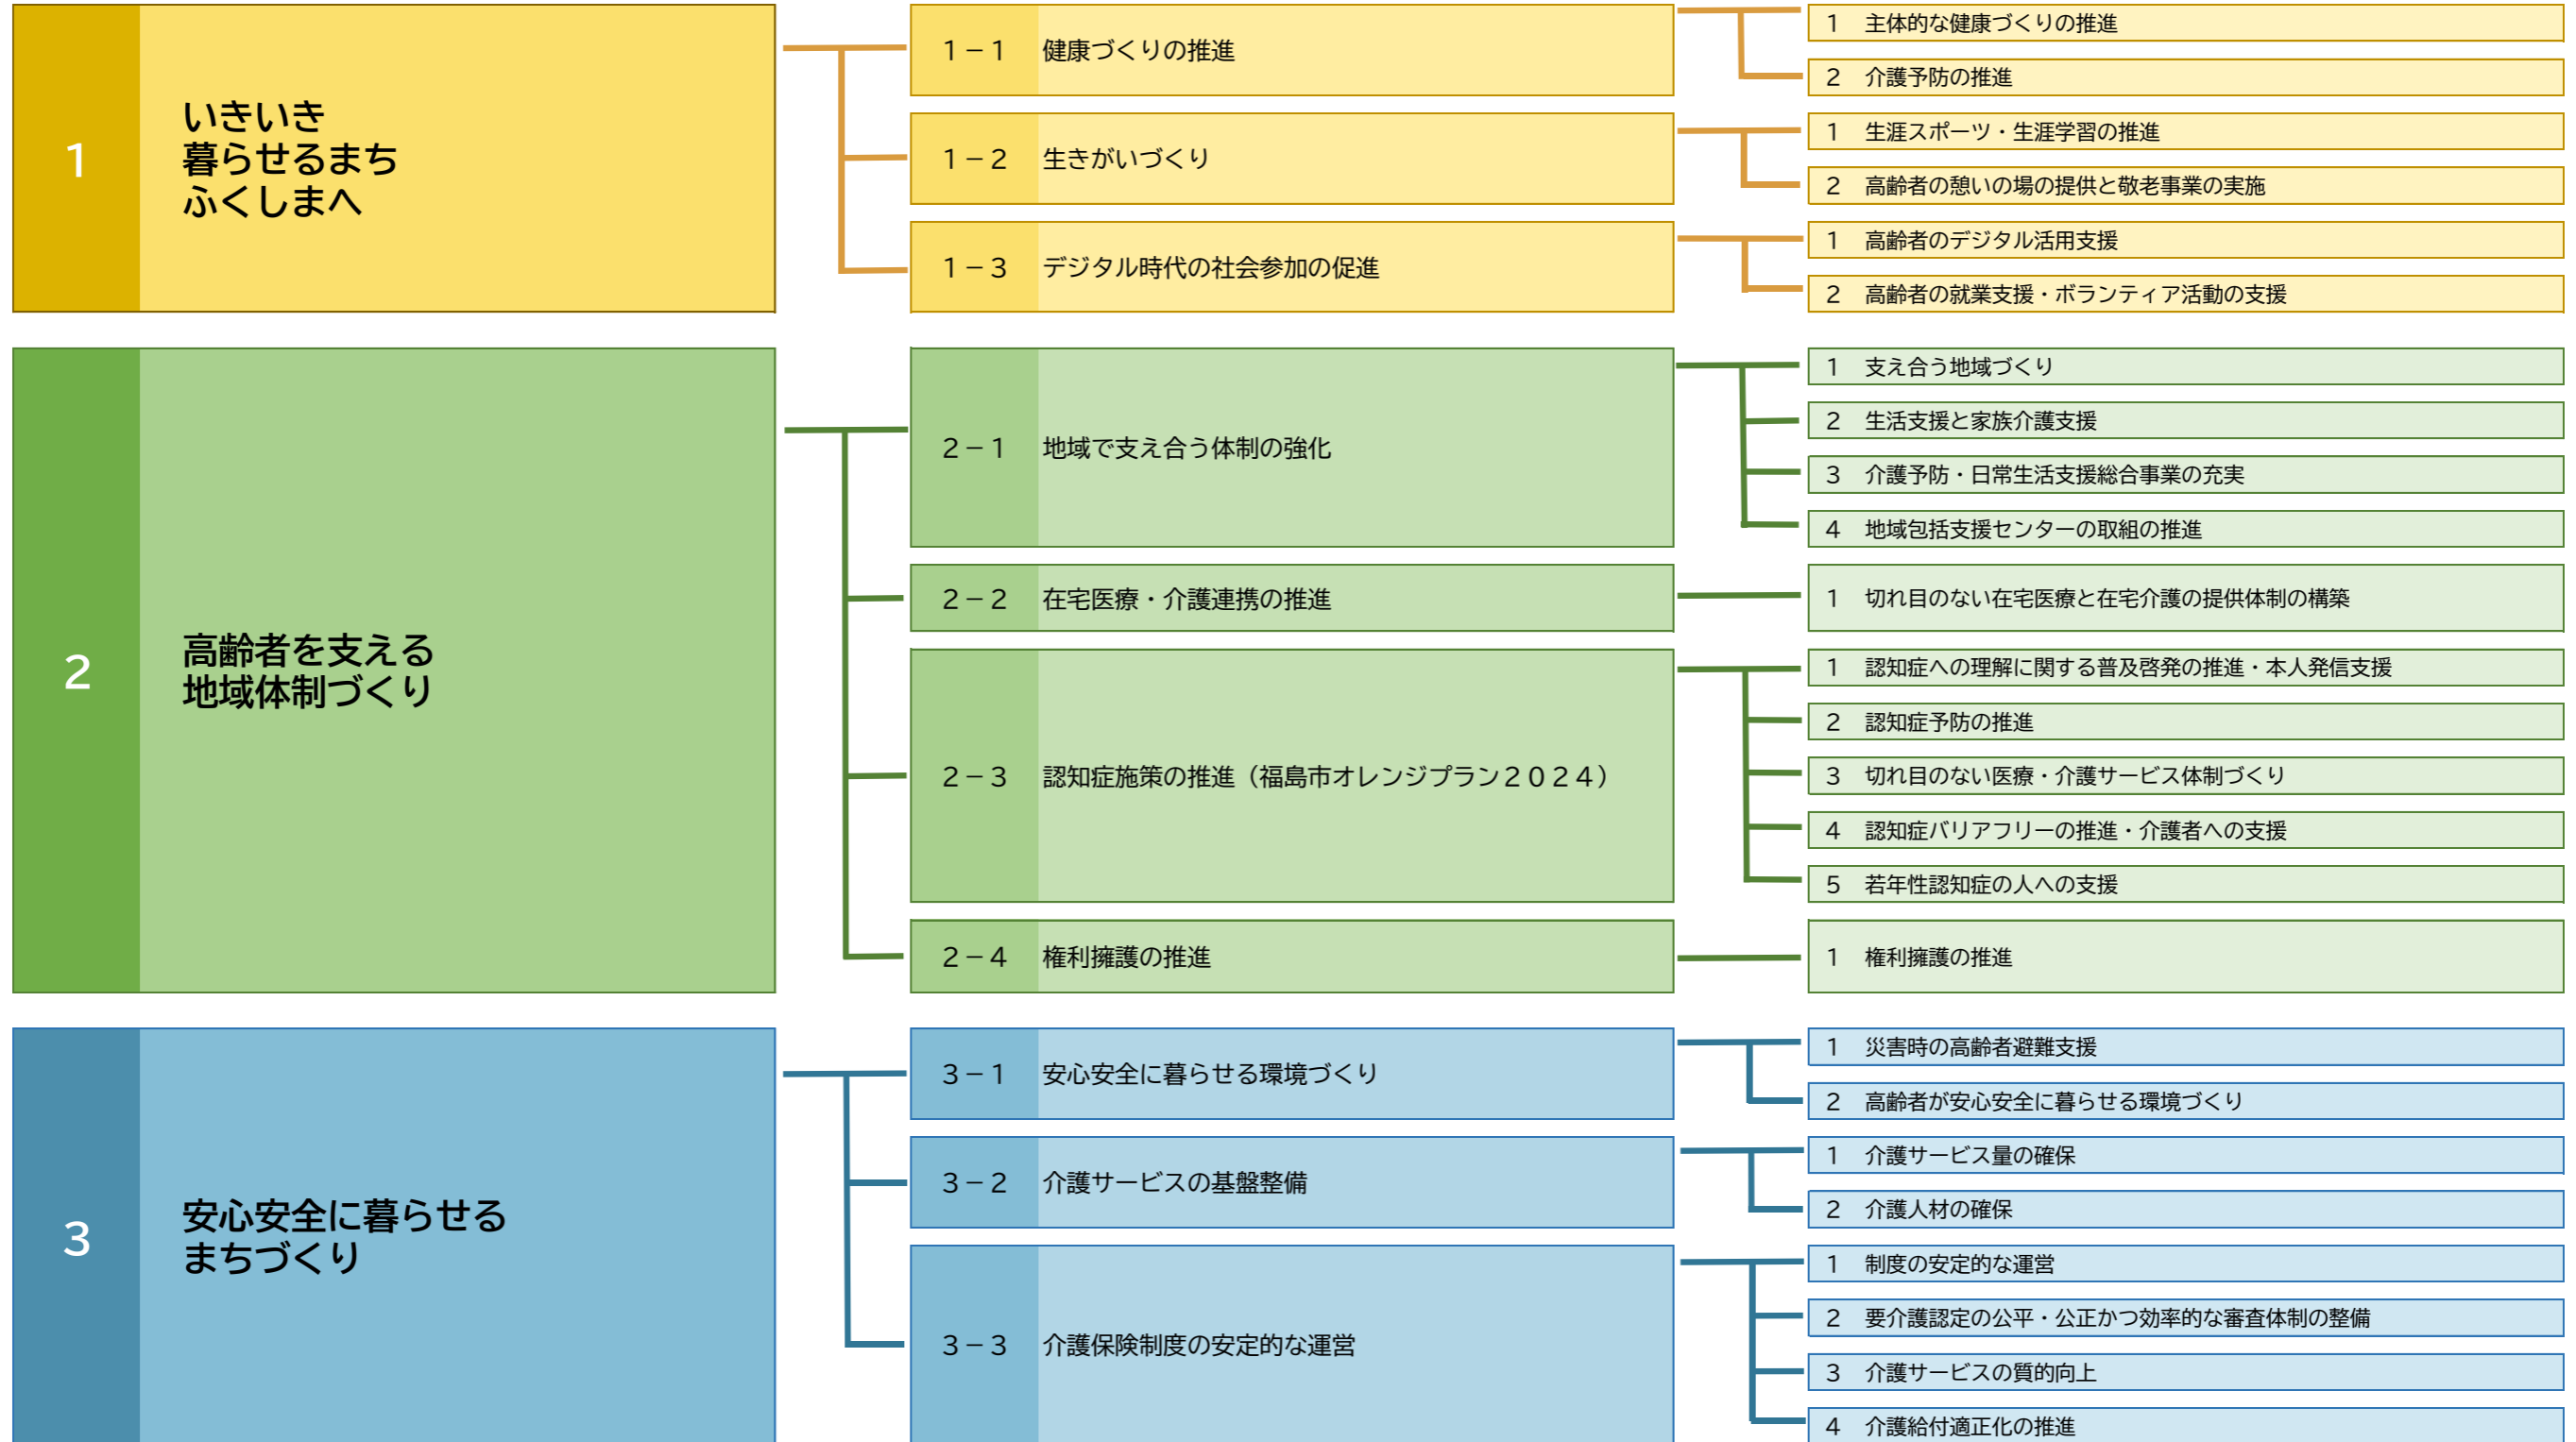 1
いきいき
暮らせるまち
ふくしまへ
1－1 健康づくりの推進
1 主体的な健康づくりの推進
2 介護予防の推進
1－2 生きがいづくり
1 生涯スポーツ・生涯学習の推進
2 高齢者の憩いの場の提供と敬老事業の実施
1－3 デジタル時代の社会参加の促進
1 高齢者のデジタル活用支援
2 高齢者の就業支援・ボランティア活動の支援
2
高齢者を支える
地域体制づくり
2－1 地域で支え合う体制の強化
1 支え合う地域づくり
2 生活支援と家族介護支援
3 介護予防・日常生活支援総合事業の充実
4 地域包括支援センターの取組の推進
2－2 在宅医療・介護連携の推進
1 切れ目のない在宅医療と在宅介護の提供体制の構築
2－3 認知症施策の推進（福島市オレンジプラン２０２４）
1 認知症への理解に関する普及啓発の推進・本人発信支援
2 認知症予防の推進
3 切れ目のない医療・介護サービス体制づくり
4 認知症バリアフリーの推進・介護者への支援
5 若年性認知症の人への支援
2－4 権利擁護の推進
1 権利擁護の推進
3
安心安全に暮らせる
まちづくり
3－1 安心安全に暮らせる環境づくり
1 災害時の高齢者避難支援
2 高齢者が安心安全に暮らせる環境づくり
3－2 介護サービスの基盤整備
1 介護サービス量の確保
2 介護人材の確保
3－3 介護保険制度の安定的な運営
1 制度の安定的な運営
2 要介護認定の公平・公正かつ効率的な審査体制の整備
3 介護サービスの質的向上
4 介護給付適正化の推進